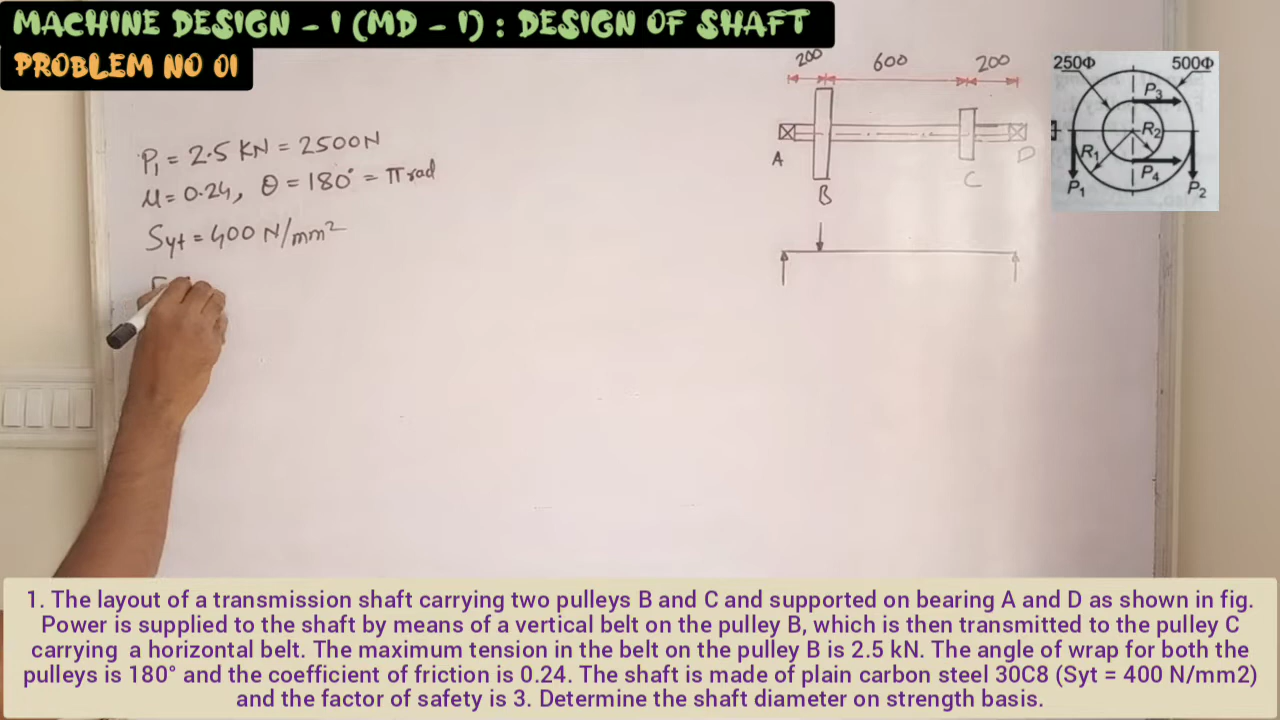 MACHINE DESIGN - I (MD - I) : DESIGN OF SHAFT
PROBLEM NO 01
P₁ = 2.5 KN = 2500N
μ = 0.24, θ = 180° = π rad
Syt = 400 N/mm²
200 600 200
A
B
C
D
250Φ 500Φ
P3
R2
R1
P4
P1 P2
1. The layout of a transmission shaft carrying two pulleys B and C and supported on bearing A and D as shown in fig.
Power is supplied to the shaft by means of a vertical belt on the pulley B, which is then transmitted to the pulley C
carrying a horizontal belt. The maximum tension in the belt on the pulley B is 2.5 kN. The angle of wrap for both the
pulleys is 180° and the coefficient of friction is 0.24. The shaft is made of plain carbon steel 30C8 (Syt = 400 N/mm2)
and the factor of safety is 3. Determine the shaft diameter on strength basis.